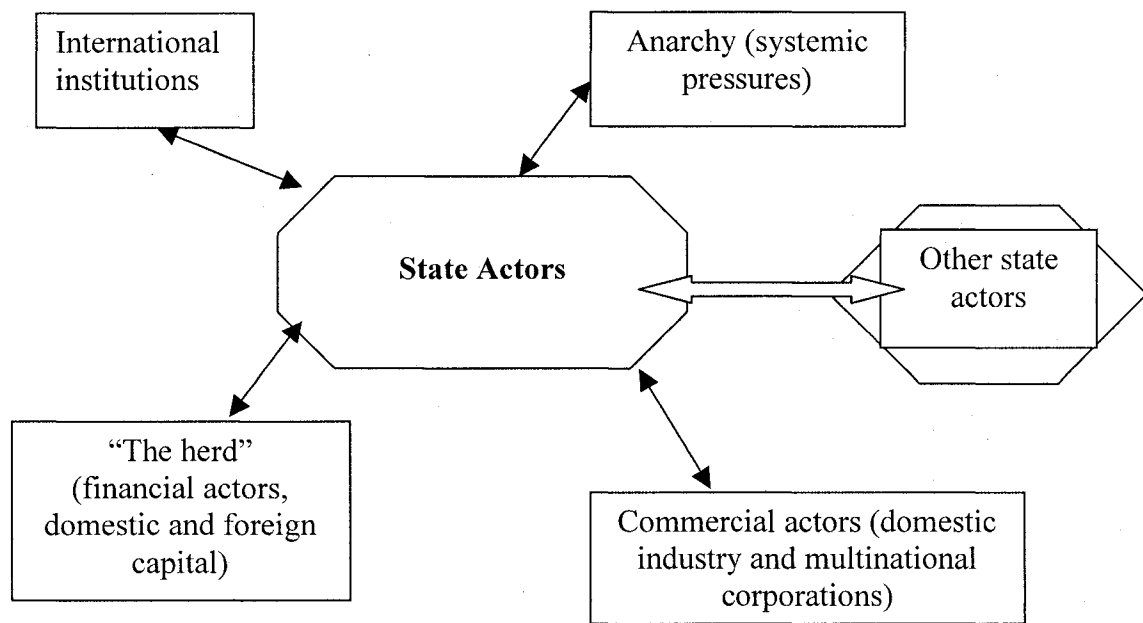 International
institutions
Anarchy (systemic
pressures)
State Actors
Other state
actors
“The herd”
(financial actors,
domestic and foreign
capital)
Commercial actors (domestic
industry and multinational
corporations)